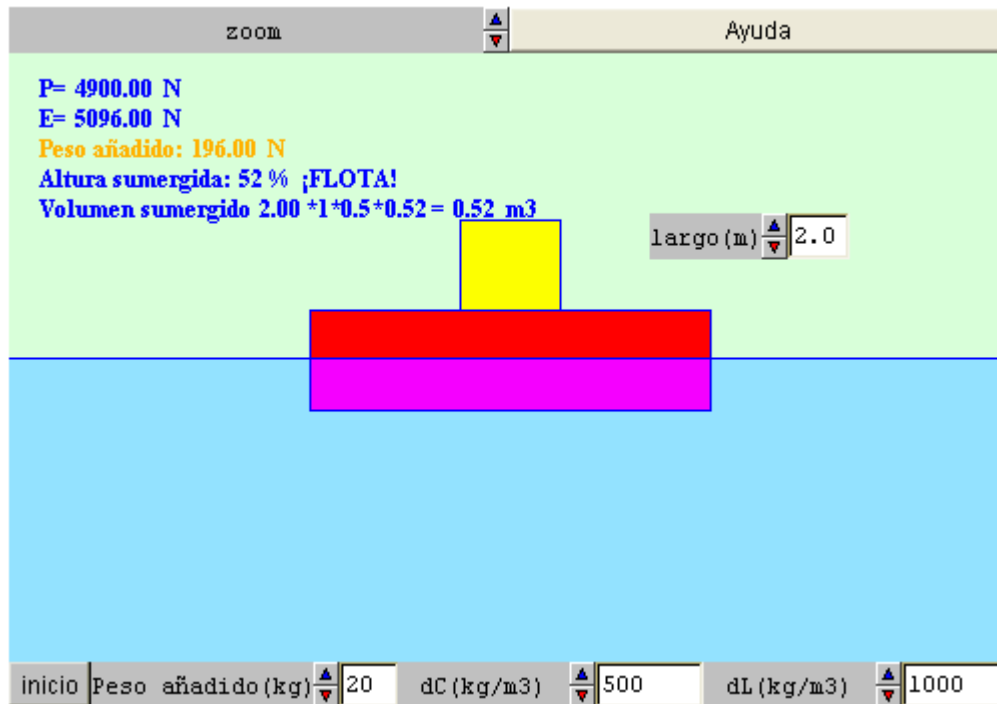 zoom Ayuda
P= 4900.00 N
E= 5096.00 N
Peso añadido: 196.00 N
Altura sumergida: 52 % ¡FLOTA!
Volumen sumergido 2.00 *1*0.5*0.52 = 0.52 m3
largo(m) 2.0
inicio Peso añadido(kg) 20 dC(kg/m3) 500 dL(kg/m3) 1000